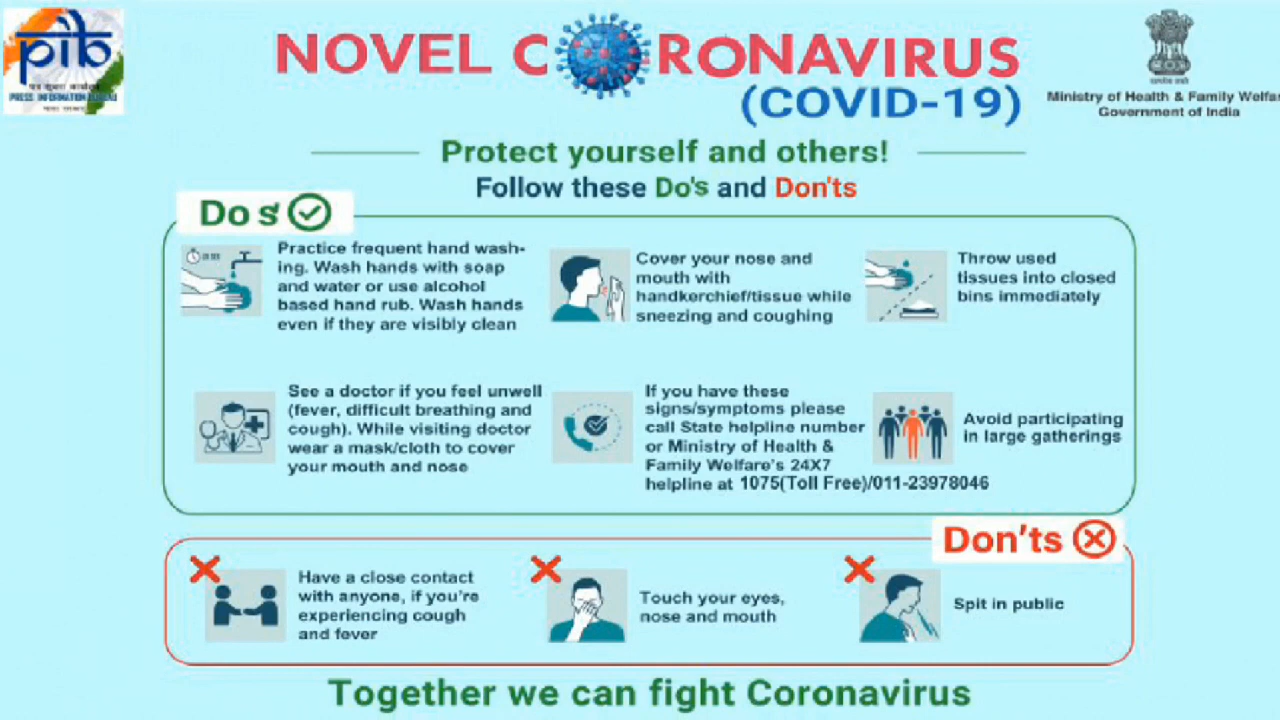 pib
PRESS INFORMATION BUREAU
NOVEL CORONAVIRUS
(COVID-19)
Ministry of Health & Family Welfar
Government of India
Protect yourself and others!
Follow these Do's and Don'ts
Do s'
Practice frequent hand wash-
ing. Wash hands with soap
and water or use alcohol
based hand rub. Wash hands
even if they are visibly clean
Cover your nose and
mouth with
handkerchief/tissue while
sneezing and coughing
Throw used
tissues into closed
bins immediately
See a doctor if you feel unwell
(fever, difficult breathing and
cough). While visiting doctor
wear a mask/cloth to cover
your mouth and nose
If you have these
signs/symptoms please
call State helpline number
or Ministry of Health &
Family Welfare's 24X7
helpline at 1075(Toll Free)/011-23978046
Avoid participating
in large gatherings
Don'ts
Have a close contact
with anyone, if you're
experiencing cough
and fever
Touch your eyes,
nose and mouth
Spit in public
Together we can fight Coronavirus